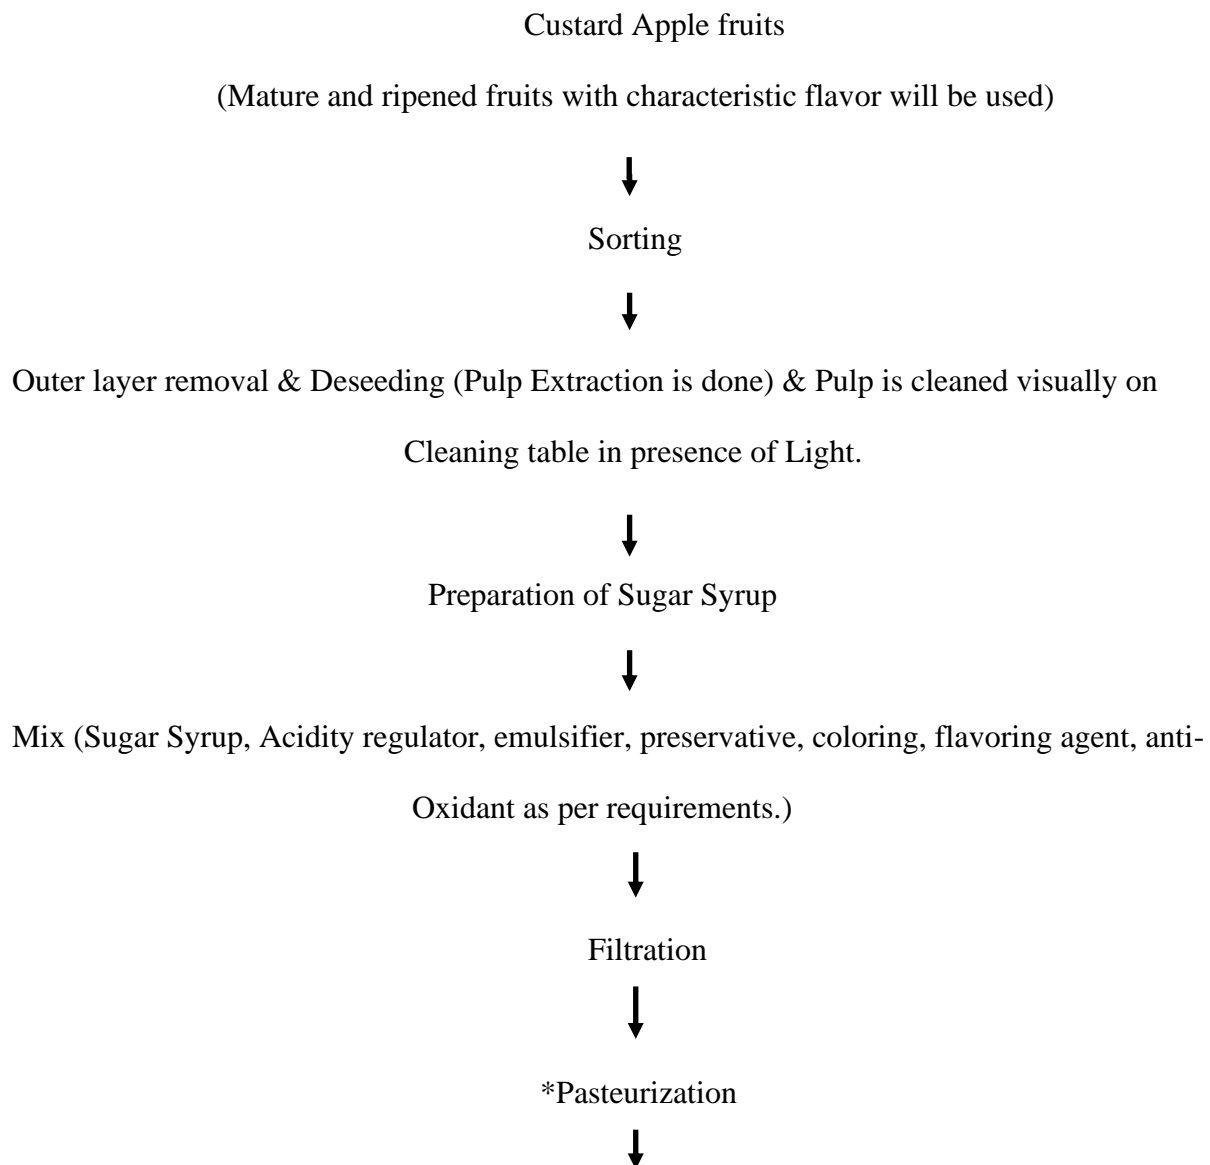 Custard Apple fruits
(Mature and ripened fruits with characteristic flavor will be used)
Sorting
Outer layer removal & Deseeding (Pulp Extraction is done) & Pulp is cleaned visually on
Cleaning table in presence of Light.
Preparation of Sugar Syrup
Mix (Sugar Syrup, Acidity regulator, emulsifier, preservative, coloring, flavoring agent, anti-
Oxidant as per requirements.)
Filtration
*Pasteurization